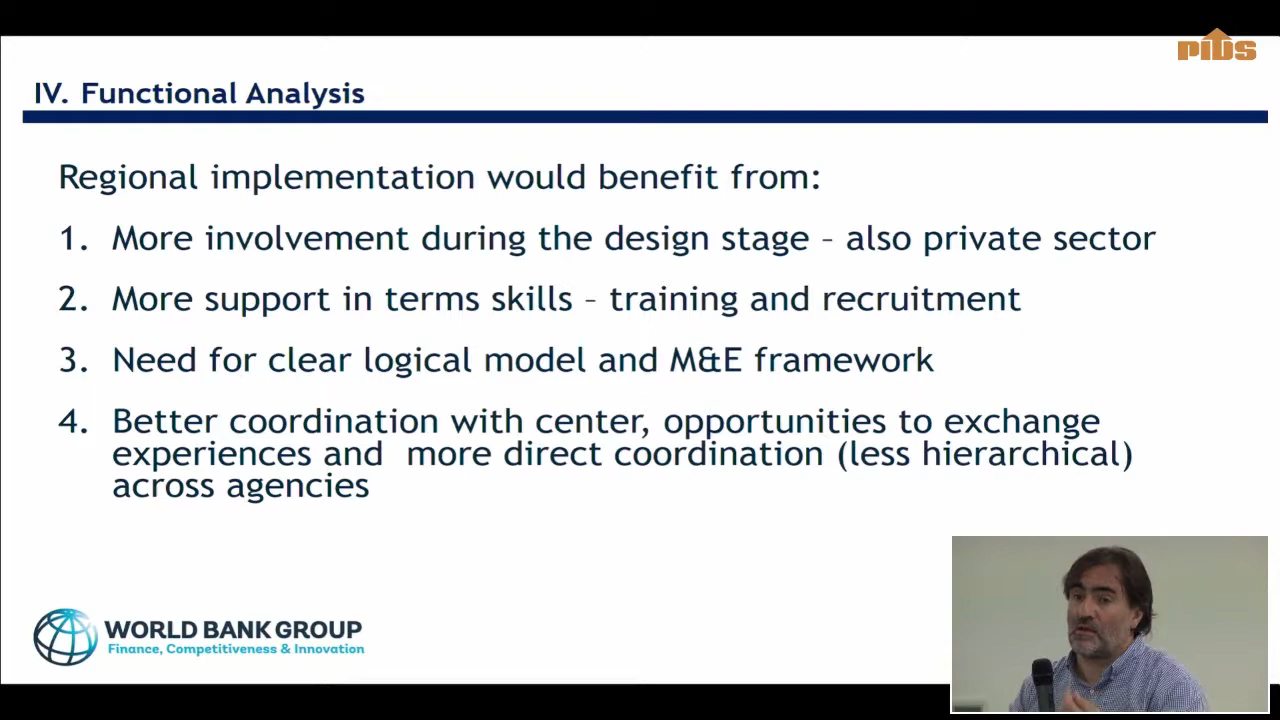 PIDS
IV. Functional Analysis
Regional implementation would benefit from:
1. More involvement during the design stage – also private sector
2. More support in terms skills – training and recruitment
3. Need for clear logical model and M&E framework
4. Better coordination with center, opportunities to exchange
experiences and more direct coordination (less hierarchical)
across agencies
WORLD BANK GROUP
Finance, Competitiveness & Innovation